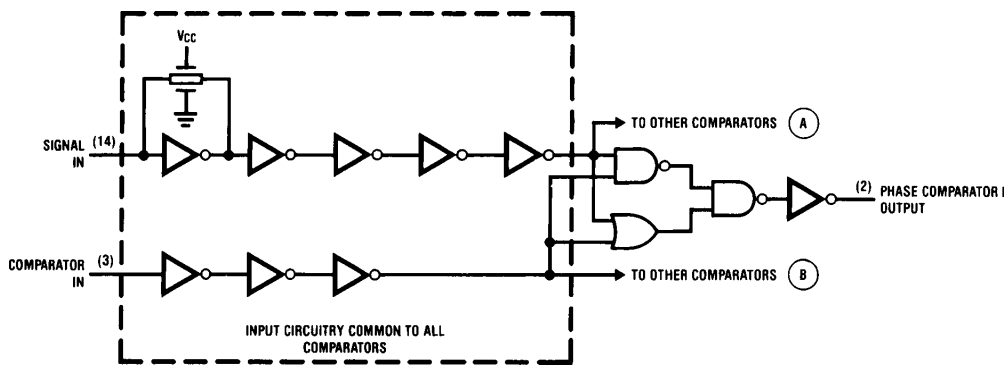 VCC
SIGNAL IN (14)
TO OTHER COMPARATORS A
(2) PHASE COMPARATOR I
OUTPUT
COMPARATOR IN (3)
TO OTHER COMPARATORS B
INPUT CIRCUITRY COMMON TO ALL
COMPARATORS